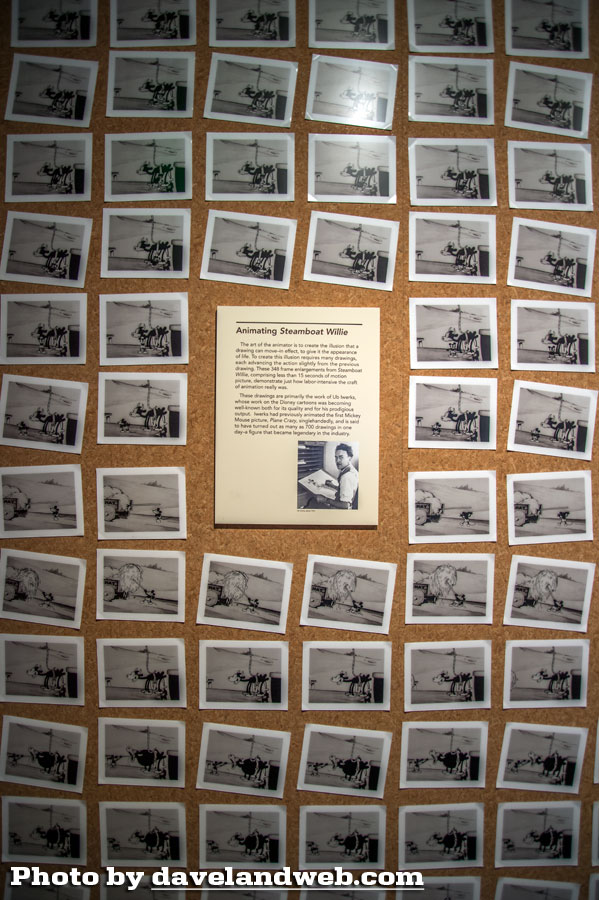 Animating Steamboat Willie
The art of the animator is to create the illusion that a
drawing can move–in effect, to give it the appearance
of life. To create this illusion requires many drawings,
each advancing the action slightly from the previous
drawing. These 348 frame enlargements from Steamboat
Willie, comprising less than 15 seconds of motion
picture, demonstrate just how labor-intensive the craft
of animation really was.
These drawings are primarily the work of Ub Iwerks,
whose work on the Disney cartoons was becoming
well-known both for its quality and for his prodigious
output. Iwerks had previously animated the first Mickey
Mouse picture, Plane Crazy, singlehandedly, and is said
to have turned out as many as 700 drawings in one
day–a figure that became legendary in the industry.
Photo by davelandweb.com